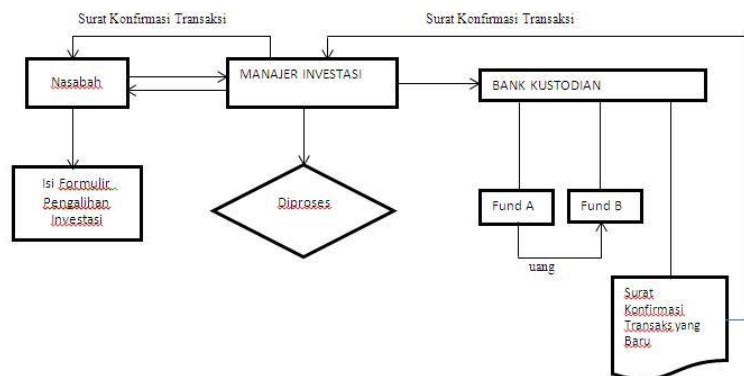 Surat Konfirmasi Transaksi
Surat Konfirmasi Transaksi
Nasabah
MANAJER INVESTASI
BANK KUSTODIAN
Isi Formulir
Pengalihan
Investasi
Diproses
Fund A
Fund B
uang
Surat
Konfirmasi
Transaks yang
Baru